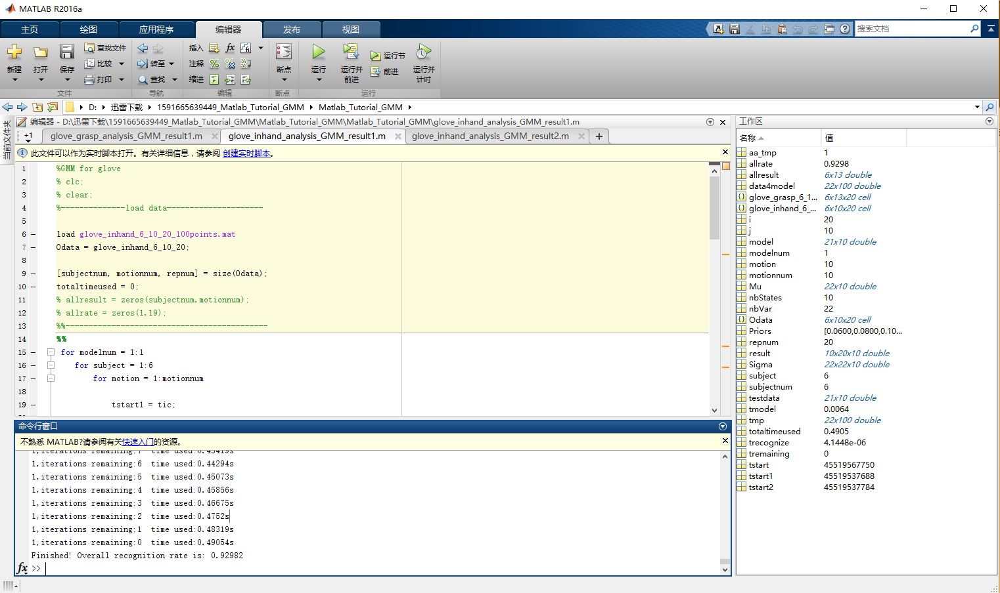 MATLAB R2016a
主页 绘图 应用程序 编辑器 发布 视图
搜索文档
新建 打开 保存 查找文件 比较 打印
转至 查找
插入 fx 注释 缩进
断点
运行 运行并前进 运行节 前进 运行并计时
文件 导航 编辑 断点 运行
D: 迅雷下载 1591665639449_Matlab_Tutorial_GMM Matlab_Tutorial_GMM
当前文件夹
编辑器 - D:\迅雷下载\1591665639449_Matlab_Tutorial_GMM\Matlab_Tutorial_GMM\Matlab_Tutorial_GMM\glove_inhand_analysis_GMM_result1.m
+1 glove_grasp_analysis_GMM_result1.m glove_inhand_analysis_GMM_result1.m glove_inhand_analysis_GMM_result2.m +
此文件可以作为实时脚本打开。有关详细信息，请参阅 创建实时脚本。
1 %GMM for glove
2 % clc;
3 % clear;
4 %--------------load data---------------------
5
6 load glove_inhand_6_10_20_100points.mat
7 Odata = glove_inhand_6_10_20;
8
9 [subjectnum, motionnum, repnum] = size(Odata);
10 totaltimeused = 0;
11 % allresult = zeros(subjectnum,motionnum);
12 % allrate = zeros(1,19);
13 %%--------------------------------------------
14 %%
15 for modelnum = 1:1
16 for subject = 1:6
17 for motion = 1:motionnum
18
19 tstart1 = tic;
命令行窗口
不熟悉 MATLAB?请参阅有关快速入门的资源。
1,iterations remaining:7 time used:0.43419s
1,iterations remaining:6 time used:0.44294s
1,iterations remaining:5 time used:0.45073s
1,iterations remaining:4 time used:0.45856s
1,iterations remaining:3 time used:0.46675s
1,iterations remaining:2 time used:0.4752s
1,iterations remaining:1 time used:0.48319s
1,iterations remaining:0 time used:0.49054s
Finished! Overall recognition rate is: 0.92982
fx >>
工作区
名称 值
aa_tmp 1
allrate 0.9298
allresult 6x13 double
data4model 22x100 double
glove_grasp_6_1... 6x13x20 cell
glove_inhand_6_... 6x10x20 cell
i 20
j 10
model 21x10 double
modelnum 1
motion 10
motionnum 10
Mu 22x10 double
nbStates 10
nbVar 22
Odata 6x10x20 cell
Priors [0.0600,0.0800,0.10...
repnum 20
result 10x20x10 double
Sigma 22x22x10 double
subject 6
subjectnum 6
testdata 21x10 double
tmodel 0.0064
tmp 22x100 double
totaltimeused 0.4905
trecognize 4.1448e-06
tremaining 0
tstart 45519567750
tstart1 45519537688
tstart2 45519537784